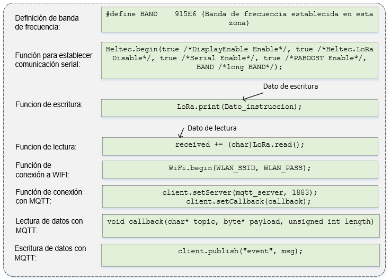 Definición de banda
de frecuencia:
#define BAND 915E6 (Banda de frecuencia establecida en esta
zona)
Función para establecer
comunicación serial:
Heltec.begin(true /*DisplayEnable Enable*/, true /*Heltec.LoRa
Disable*/, true /*Serial Enable*/, true /*PABOOST Enable*/,
BAND /*long BAND*/);
Dato de escritura
Funcion de escritura:
LoRa.print(Dato_instruccion);
Dato de lectura
Funcion de lectura:
received += (char)LoRa.read();
Función de
conexión a WIFI:
WiFi.begin(WLAN_SSID, WLAN_PASS);
Función de conexión
con MQTT:
client.setServer(mqtt_server, 1883);
client.setCallback(callback);
Lectura de datos con
MQTT:
void callback(char* topic, byte* payload, unsigned int length)
Escritura de datos con
MQTT:
client.publish("event", msg);